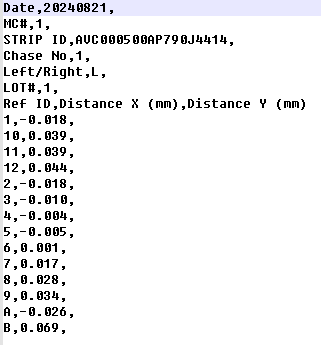 Date,20240821,
MC#,1,
STRIP ID,AVC000500AP790J4414,
Chase No,1,
Left/Right,L,
LOT#,1,
Ref ID,Distance X (mm),Distance Y (mm)
1,-0.018,
10,0.039,
11,0.039,
12,0.044,
2,-0.018,
3,-0.010,
4,-0.004,
5,-0.005,
6,0.001,
7,0.017,
8,0.028,
9,0.034,
A,-0.026,
B,0.069,